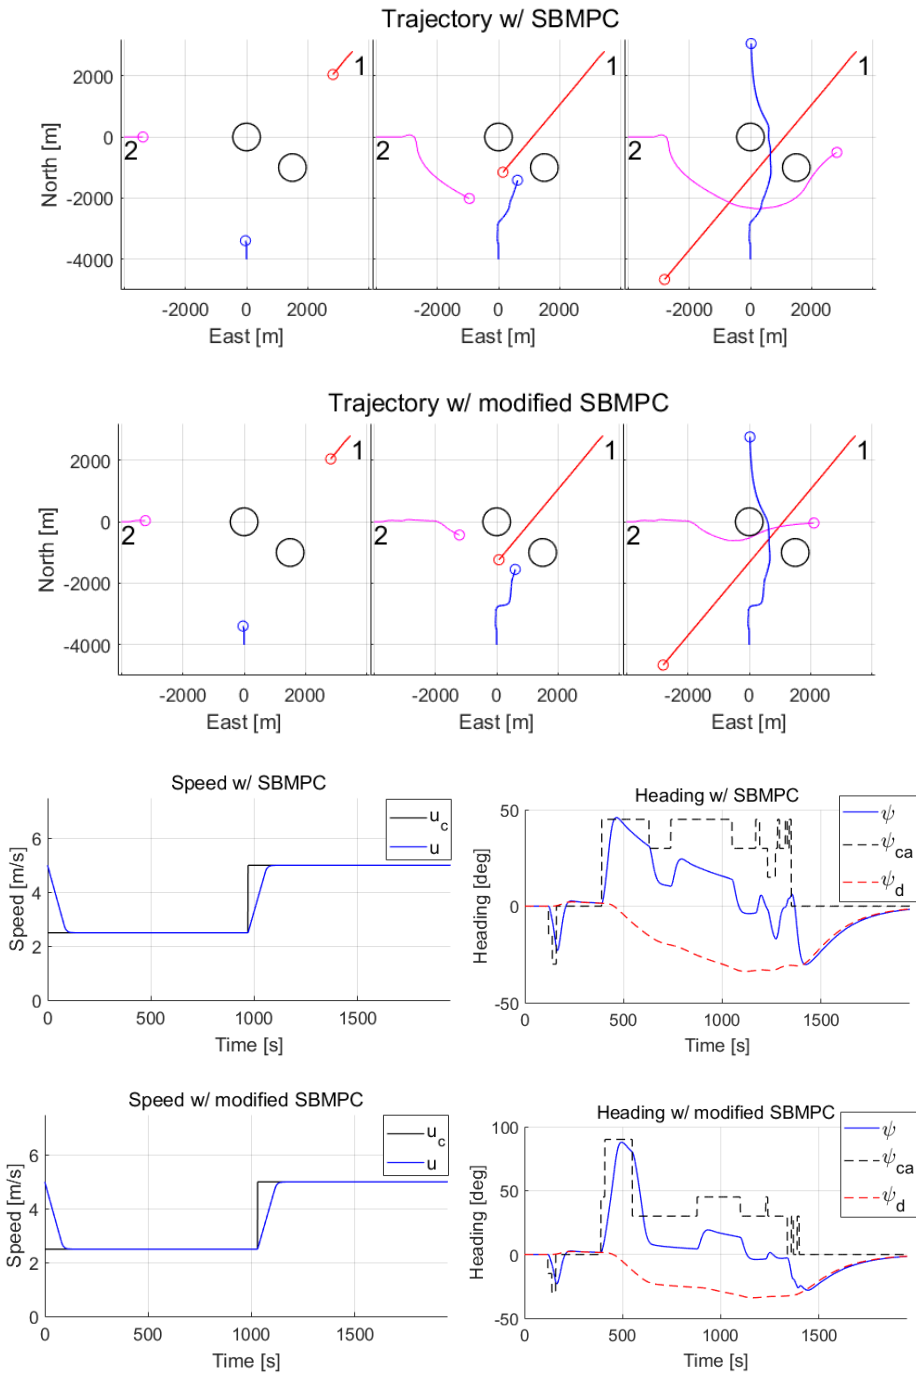 Trajectory w/ SBMPC
North [m]
2000
0
-2000
-4000
1
2
1
2
1
2
-2000 0 2000
-2000 0 2000
-2000 0 2000
East [m]
East [m]
East [m]
Trajectory w/ modified SBMPC
North [m]
2000
0
-2000
-4000
1
2
1
2
1
2
-2000 0 2000
-2000 0 2000
-2000 0 2000
East [m]
East [m]
East [m]
Speed w/ SBMPC
Speed [m/s]
6
4
2
0
u_c
u
0 500 1000 1500
Time [s]
Heading w/ SBMPC
Heading [deg]
50
0
-50
ψ
ψ_ca
ψ_d
0 500 1000 1500
Time [s]
Speed w/ modified SBMPC
Speed [m/s]
6
4
2
0
u_c
u
0 500 1000 1500
Time [s]
Heading w/ modified SBMPC
Heading [deg]
100
50
0
-50
ψ
ψ_ca
ψ_d
0 500 1000 1500
Time [s]